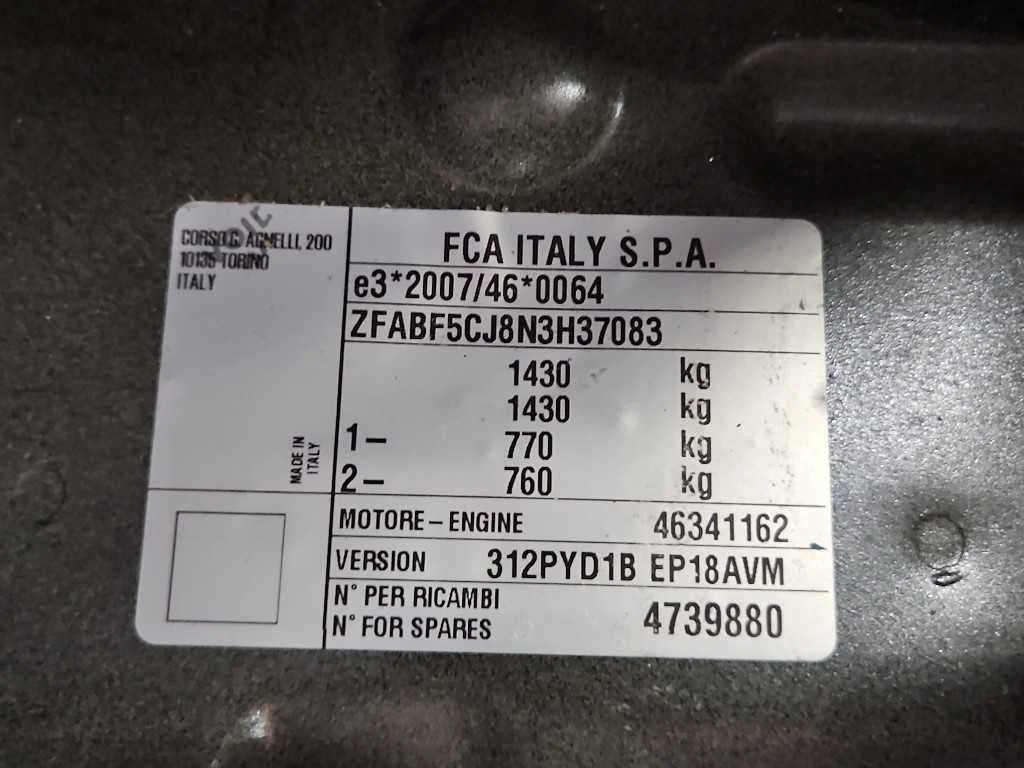 CORSO G. AGNELLI, 200
10135 TORINO
ITALY
FCA ITALY S.P.A.
e3*2007/46*0064
ZFABF5CJ8N3H37083
1430 kg
1430 kg
1– 770 kg
2– 760 kg
MADE IN
ITALY
MOTORE – ENGINE 46341162
VERSION 312PYD1B EP18AVM
N° PER RICAMBI
N° FOR SPARES 4739880